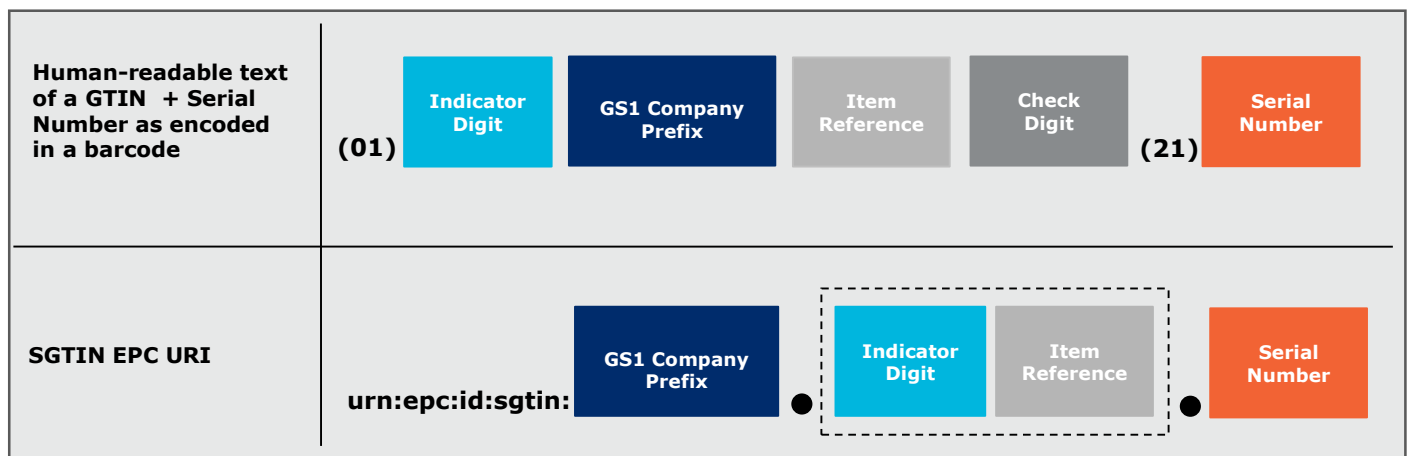 Human-readable text
of a GTIN + Serial
Number as encoded
in a barcode
(01)
Indicator
Digit
GS1 Company
Prefix
Item
Reference
Check
Digit
(21)
Serial
Number
SGTIN EPC URI
urn:epc:id:sgtin:
GS1 Company
Prefix
Indicator
Digit
Item
Reference
Serial
Number